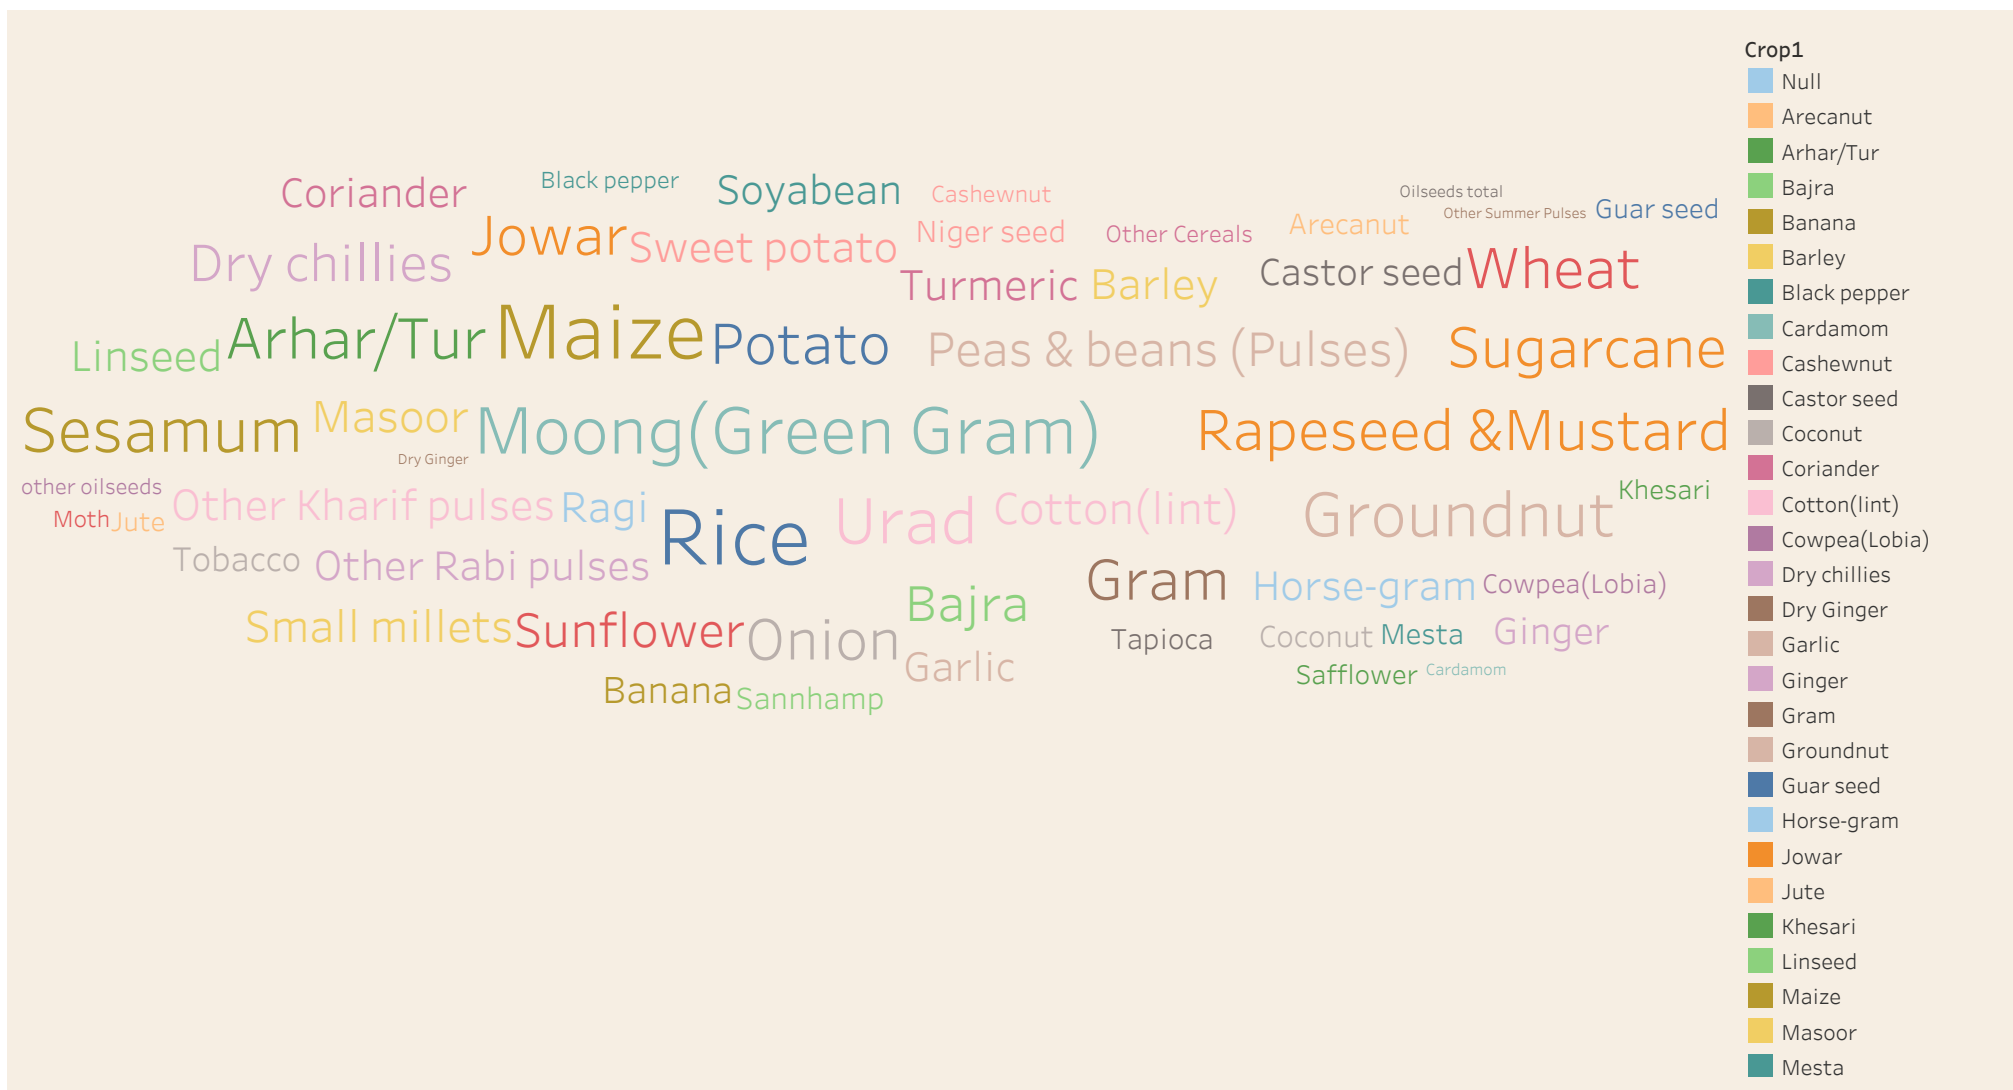 Coriander
Black pepper
Soyabean
Cashewnut
Oilseeds total
Other Summer Pulses
Guar seed
Dry chillies
Jowar
Sweet potato
Niger seed
Other Cereals
Arecanut
Turmeric
Barley
Castor seed
Wheat
Linseed
Arhar/Tur
Maize
Potato
Peas & beans (Pulses)
Sugarcane
Sesamum
Masoor
Dry Ginger
Moong(Green Gram)
Rapeseed &Mustard
other oilseeds
Moth
Jute
Other Kharif pulses
Ragi
Rice
Urad
Cotton(lint)
Groundnut
Khesari
Tobacco
Other Rabi pulses
Gram
Horse-gram
Cowpea(Lobia)
Small millets
Sunflower
Onion
Bajra
Garlic
Tapioca
Coconut
Mesta
Ginger
Safflower
Cardamom
Banana
Sannhamp
Crop1
Null
Arecanut
Arhar/Tur
Bajra
Banana
Barley
Black pepper
Cardamom
Cashewnut
Castor seed
Coconut
Coriander
Cotton(lint)
Cowpea(Lobia)
Dry chillies
Dry Ginger
Garlic
Ginger
Gram
Groundnut
Guar seed
Horse-gram
Jowar
Jute
Khesari
Linseed
Maize
Masoor
Mesta